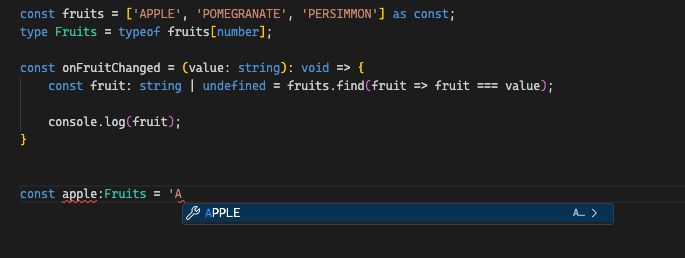 const fruits = ['APPLE', 'POMEGRANATE', 'PERSIMMON'] as const;
type Fruits = typeof fruits[number];
const onFruitChanged = (value: string): void => {
const fruit: string | undefined = fruits.find(fruit => fruit === value);
console.log(fruit);
}
const apple:Fruits = 'A
APPLE A… >